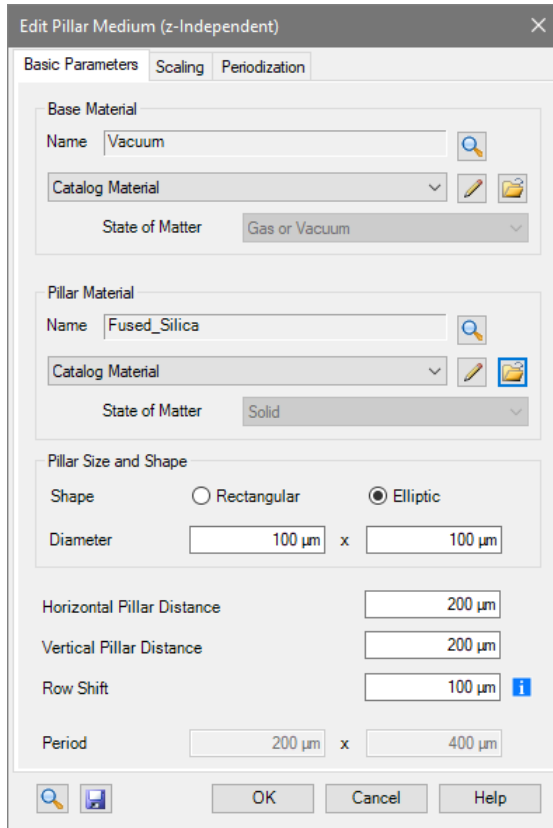 Edit Pillar Medium (z-Independent)
Basic Parameters Scaling Periodization
Base Material
Name Vacuum
Catalog Material
State of Matter Gas or Vacuum
Pillar Material
Name Fused_Silica
Catalog Material
State of Matter Solid
Pillar Size and Shape
Shape Rectangular Elliptic
Diameter 100 µm x 100 µm
Horizontal Pillar Distance 200 µm
Vertical Pillar Distance 200 µm
Row Shift 100 µm i
Period 200 µm x 400 µm
OK Cancel Help